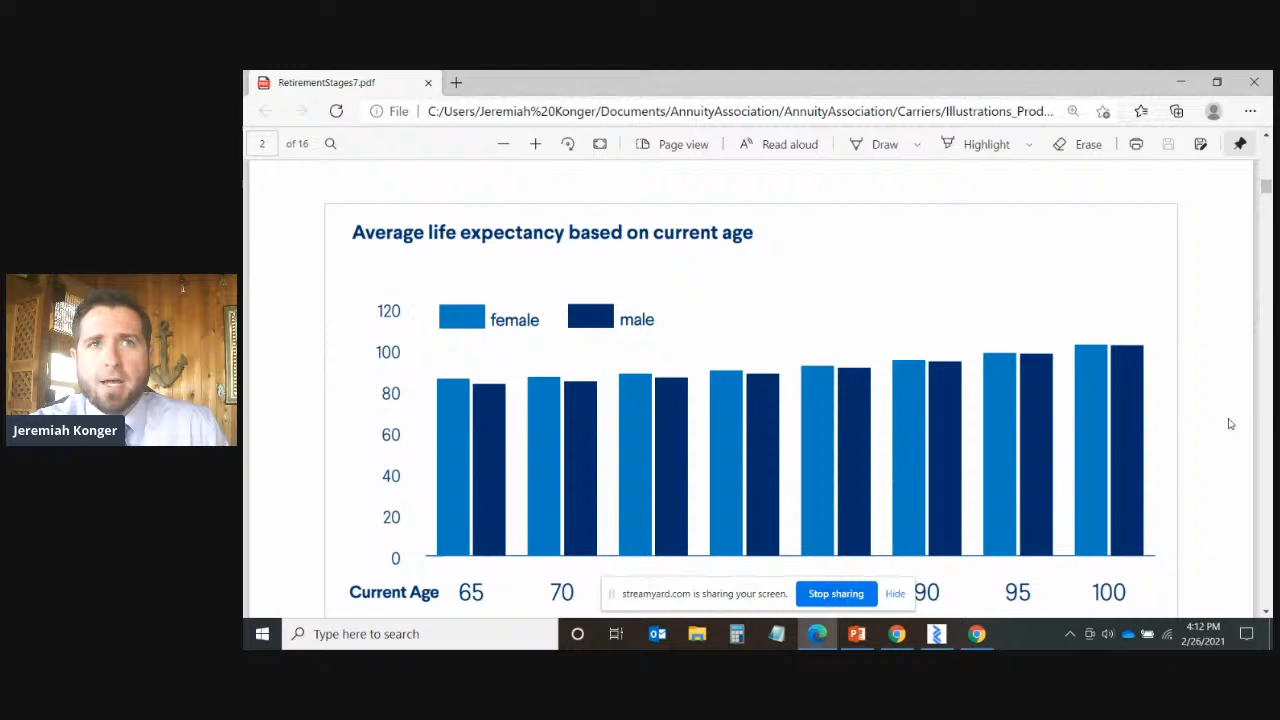 RetirementStages7.pdf
File
C:/Users/Jeremiah%20Konger/Documents/AnnuityAssociation/AnnuityAssociation/Carriers/Illustrations_Prod...
2 of 16
Page view
Read aloud
Draw
Highlight
Erase
Average life expectancy based on current age
120
female
male
100
80
60
40
20
0
Current Age 65 70 90 95 100
streamyard.com is sharing your screen.
Stop sharing
Hide
Jeremiah Konger
Type here to search
4:12 PM
2/26/2021